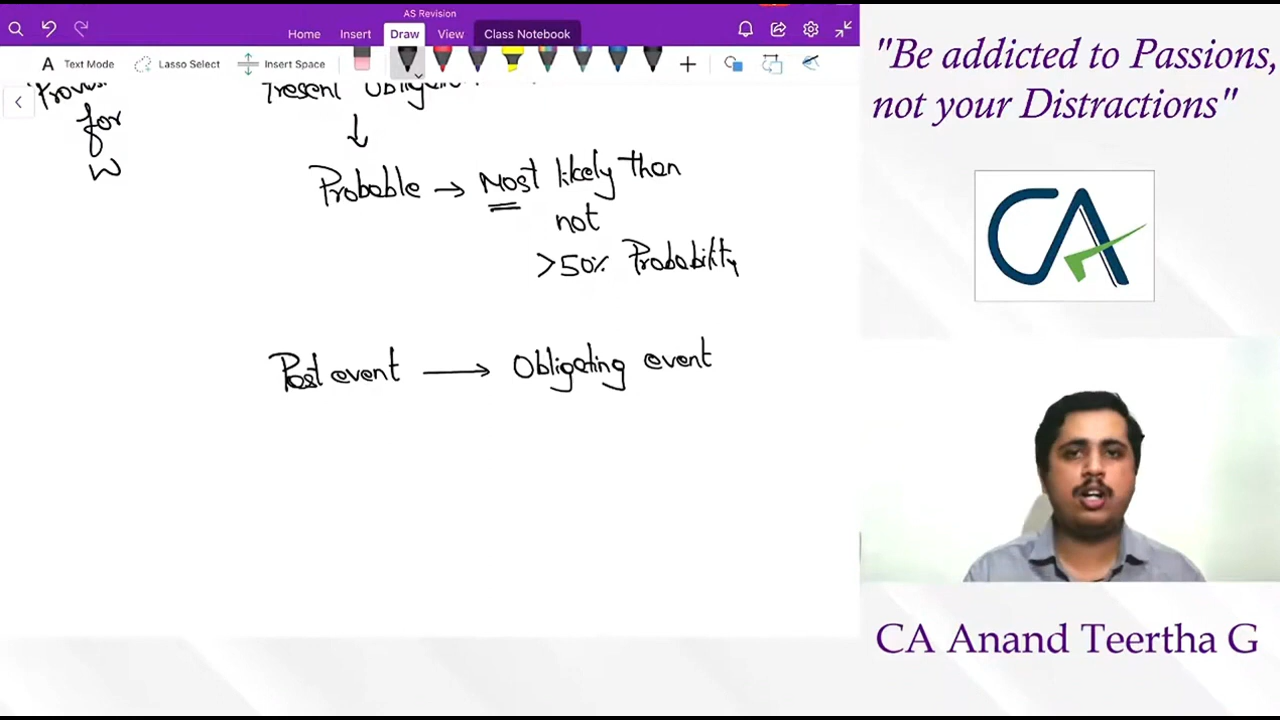 AS Revision
Home Insert Draw View Class Notebook
A Text Mode Lasso Select Insert Space
Present
for
W
Probable → Most likely than
not
>50% Probability
Past event → Obligating event
"Be addicted to Passions,
not your Distractions"
CA
CA Anand Teertha G